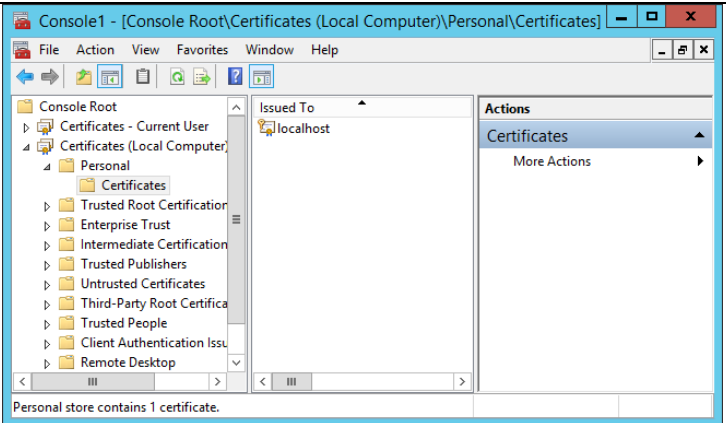 Console1 - [Console Root\Certificates (Local Computer)\Personal\Certificates]
File Action View Favorites Window Help
Console Root
Certificates - Current User
Certificates (Local Computer)
Personal
Certificates
Trusted Root Certification
Enterprise Trust
Intermediate Certification
Trusted Publishers
Untrusted Certificates
Third-Party Root Certifica
Trusted People
Client Authentication Issu
Remote Desktop
Issued To
localhost
Actions
Certificates
More Actions
Personal store contains 1 certificate.